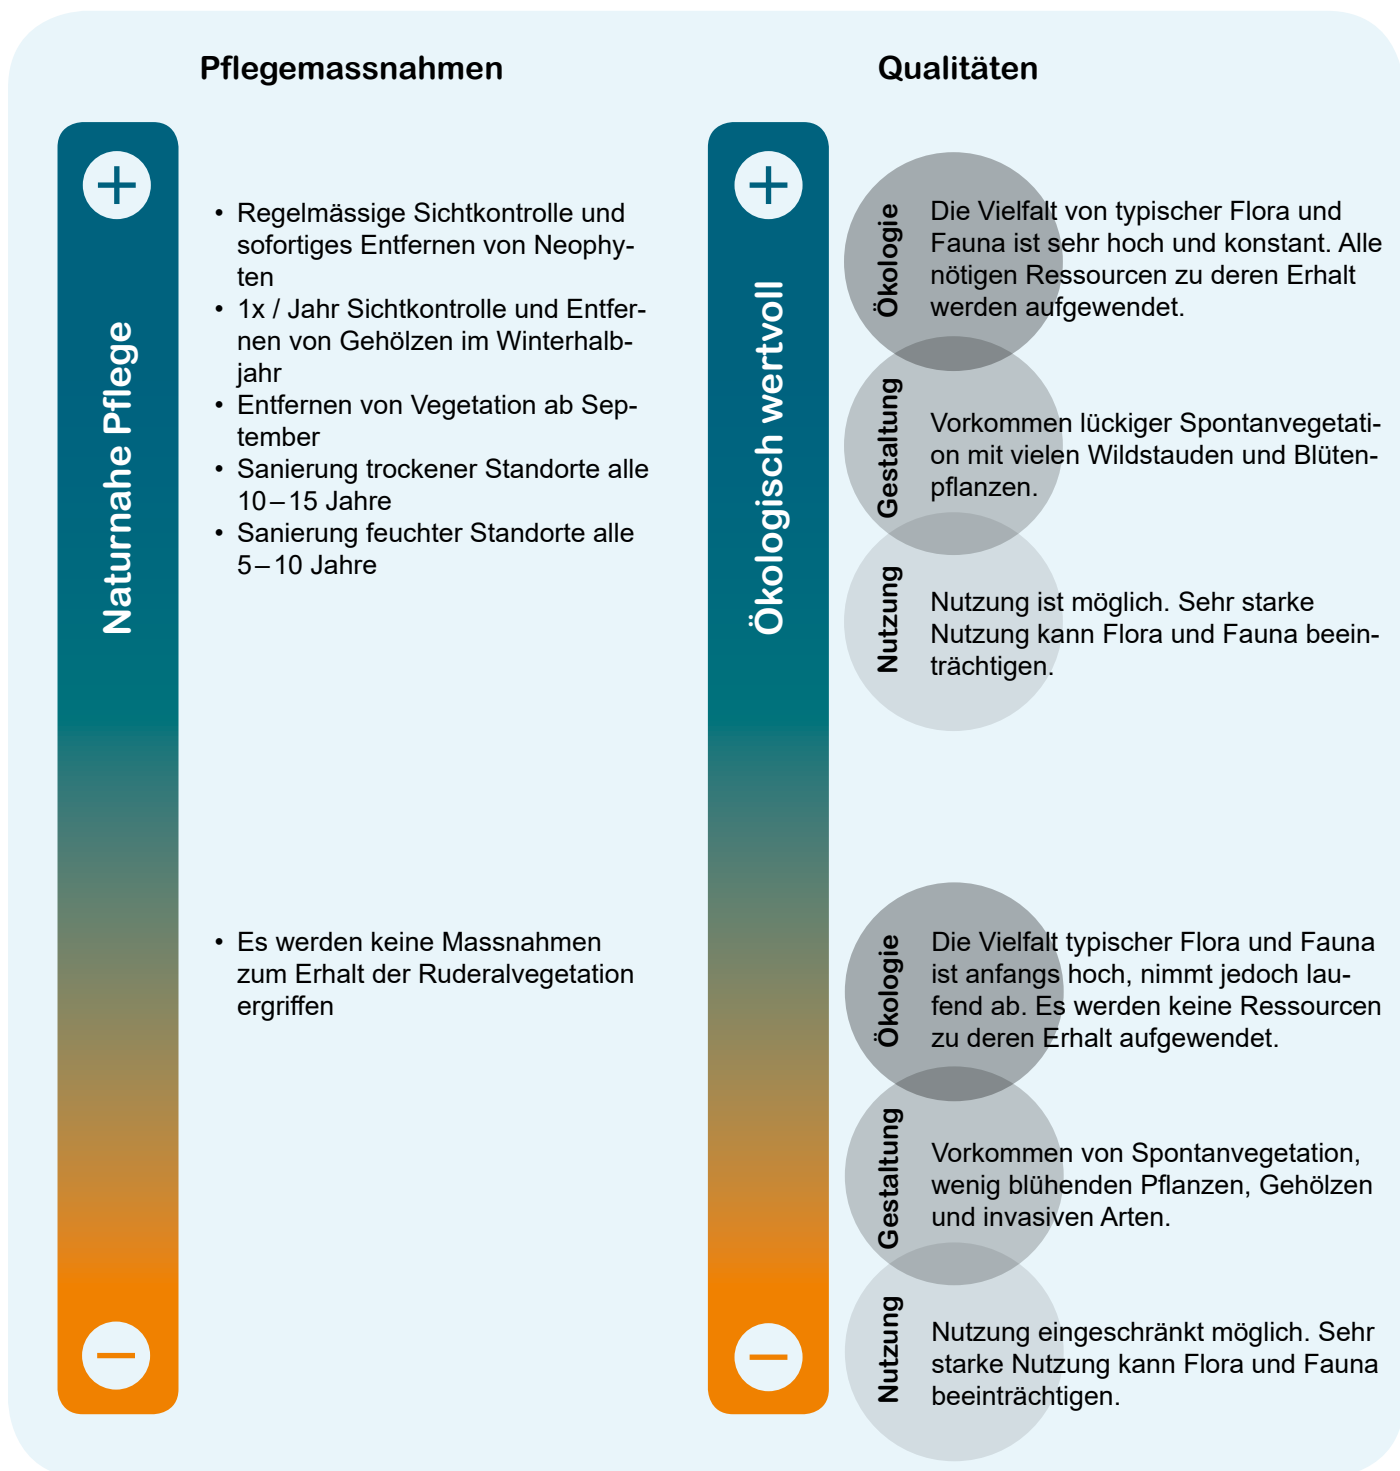 Pflegemassnahmen
Qualitäten
+
Naturnahe Pflege
• Regelmässige Sichtkontrolle und
sofortiges Entfernen von Neophy-
ten
• 1x / Jahr Sichtkontrolle und Entfer-
nen von Gehölzen im Winterhalb-
jahr
• Entfernen von Vegetation ab Sep-
tember
• Sanierung trockener Standorte alle
10–15 Jahre
• Sanierung feuchter Standorte alle
5–10 Jahre
• Es werden keine Massnahmen
zum Erhalt der Ruderalvegetation
ergriffen
–
+
Ökologisch wertvoll
Ökologie
Die Vielfalt von typischer Flora und
Fauna ist sehr hoch und konstant. Alle
nötigen Ressourcen zu deren Erhalt
werden aufgewendet.
Gestaltung
Vorkommen lückiger Spontanvegetati-
on mit vielen Wildstauden und Blüten-
pflanzen.
Nutzung
Nutzung ist möglich. Sehr starke
Nutzung kann Flora und Fauna beein-
trächtigen.
Ökologie
Die Vielfalt typischer Flora und Fauna
ist anfangs hoch, nimmt jedoch lau-
fend ab. Es werden keine Ressourcen
zu deren Erhalt aufgewendet.
Gestaltung
Vorkommen von Spontanvegetation,
wenig blühenden Pflanzen, Gehölzen
und invasiven Arten.
Nutzung
Nutzung eingeschränkt möglich. Sehr
starke Nutzung kann Flora und Fauna
beeinträchtigen.
–